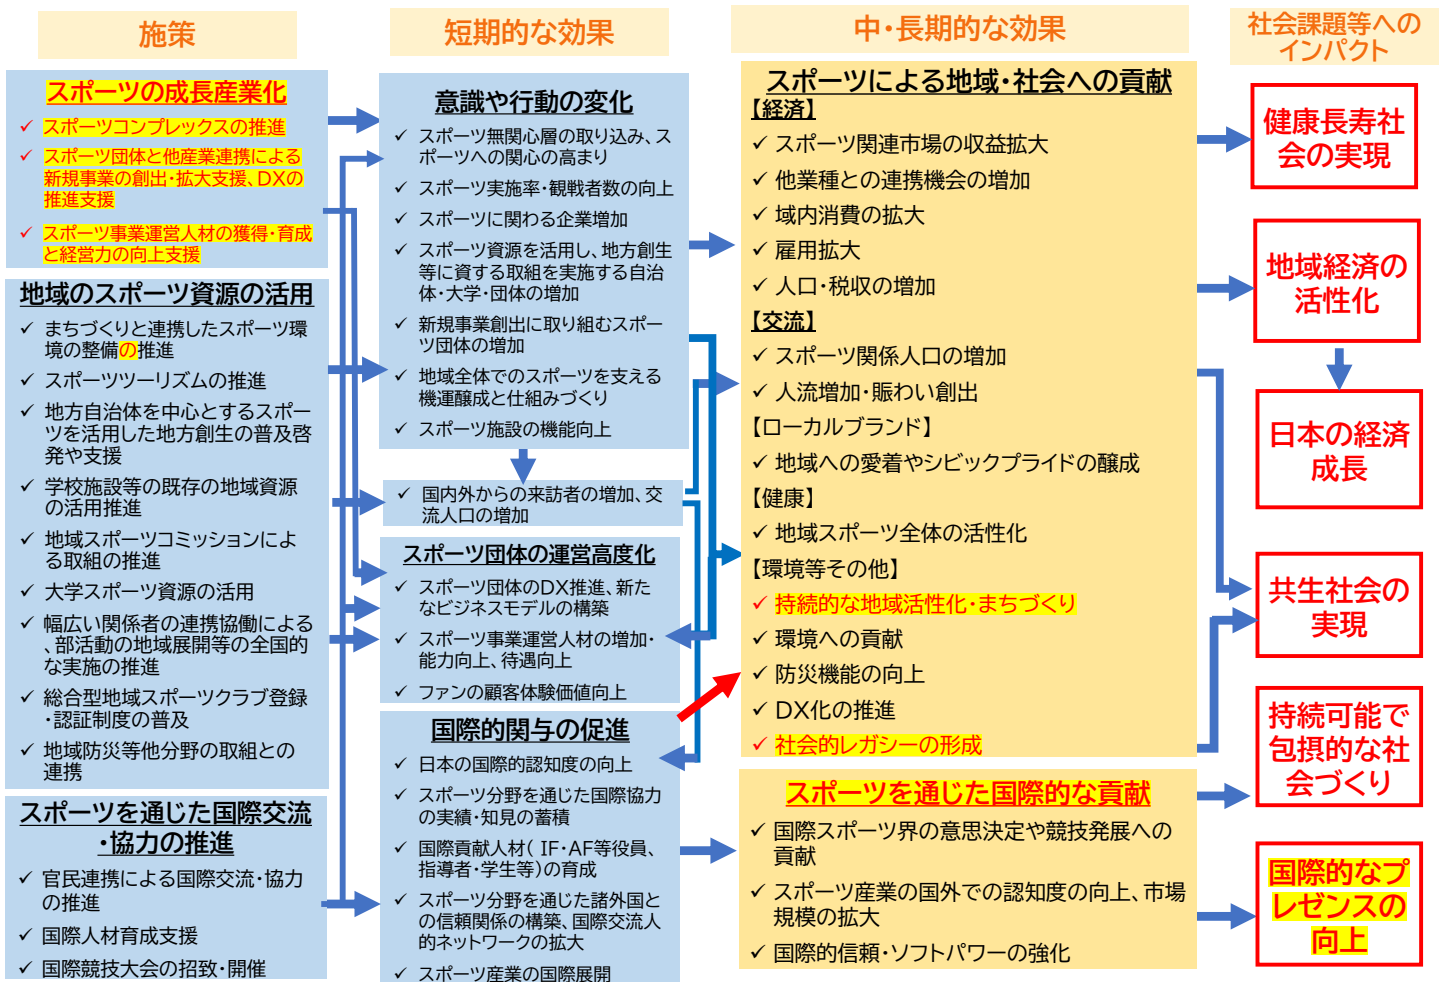 施策
スポーツの成長産業化
✓ スポーツコンプレックスの推進
✓ スポーツ団体と他産業連携による
新規事業の創出・拡大支援、DXの
推進支援
✓ スポーツ事業運営人材の獲得・育成
と経営力の向上支援
地域のスポーツ資源の活用
✓ まちづくりと連携したスポーツ環
境の整備の推進
✓ スポーツツーリズムの推進
✓ 地方自治体を中心とするスポー
ツを活用した地方創生の普及啓
発や支援
✓ 学校施設等の既存の地域資源
の活用推進
✓ 地域スポーツコミッションによ
る取組の推進
✓ 大学スポーツ資源の活用
✓ 幅広い関係者の連携協働による
、部活動の地域展開等の全国的
な実施の推進
✓ 総合型地域スポーツクラブ登録
・認証制度の普及
✓ 地域防災等他分野の取組との
連携
スポーツを通じた国際交流
・協力の推進
✓ 官民連携による国際交流・協力
の推進
✓ 国際人材育成支援
✓ 国際競技大会の招致・開催
短期的な効果
意識や行動の変化
✓ スポーツ無関心層の取り込み、ス
ポーツへの関心の高まり
✓ スポーツ実施率・観戦者数の向上
✓ スポーツに関わる企業増加
✓ スポーツ資源を活用し、地方創生
等に資する取組を実施する自治
体・大学・団体の増加
✓ 新規事業創出に取り組むスポー
ツ団体の増加
✓ 地域全体でのスポーツを支える
機運醸成と仕組みづくり
✓ スポーツ施設の機能向上
✓ 国内外からの来訪者の増加、交
流人口の増加
スポーツ団体の運営高度化
✓ スポーツ団体のDX推進、新た
なビジネスモデルの構築
✓ スポーツ事業運営人材の増加・
能力向上、待遇向上
✓ ファンの顧客体験価値向上
国際的関与の促進
✓ 日本の国際的認知度の向上
✓ スポーツ分野を通じた国際協力
の実績・知見の蓄積
✓ 国際貢献人材( IF・AF等役員、
指導者・学生等)の育成
✓ スポーツ分野を通じた諸外国と
の信頼関係の構築、国際交流人
的ネットワークの拡大
✓ スポーツ産業の国際展開
中・長期的な効果
スポーツによる地域・社会への貢献
【経済】
✓ スポーツ関連市場の収益拡大
✓ 他業種との連携機会の増加
✓ 域内消費の拡大
✓ 雇用拡大
✓ 人口・税収の増加
【交流】
✓ スポーツ関係人口の増加
✓ 人流増加・賑わい創出
【ローカルブランド】
✓ 地域への愛着やシビックプライドの醸成
【健康】
✓ 地域スポーツ全体の活性化
【環境等その他】
✓ 持続的な地域活性化・まちづくり
✓ 環境への貢献
✓ 防災機能の向上
✓ DX化の推進
✓ 社会的レガシーの形成
スポーツを通じた国際的な貢献
✓ 国際スポーツ界の意思決定や競技発展への
貢献
✓ スポーツ産業の国外での認知度の向上、市場
規模の拡大
✓ 国際的信頼・ソフトパワーの強化
社会課題等への
インパクト
健康長寿社
会の実現
地域経済の
活性化
日本の経済
成長
共生社会の
実現
持続可能で
包摂的な社
会づくり
国際的なプ
レゼンスの
向上